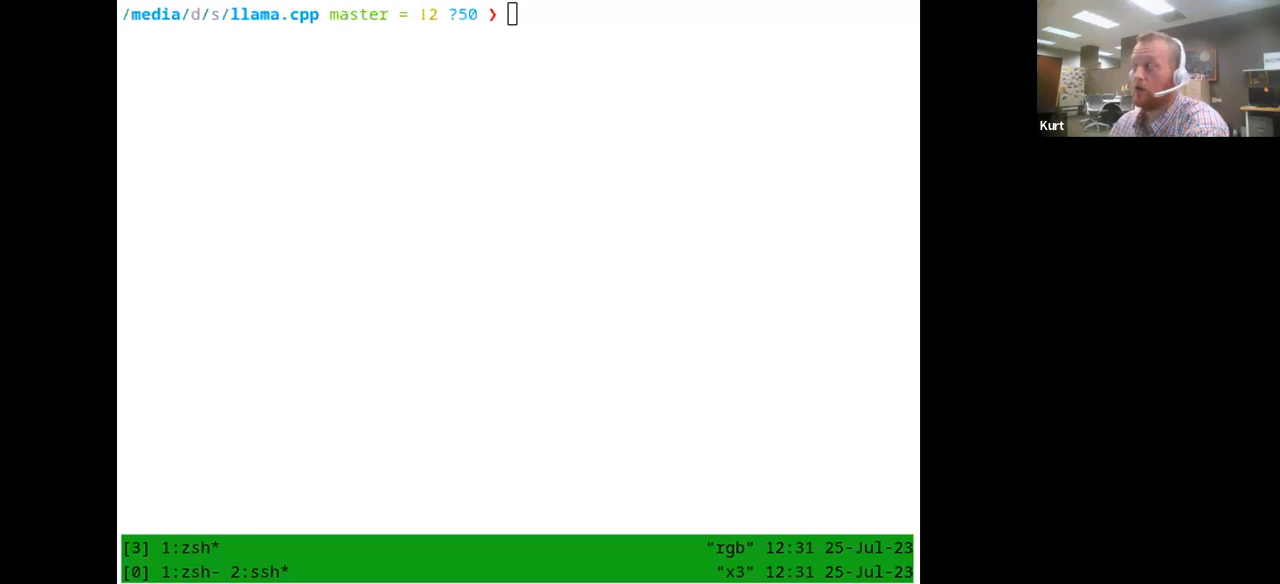 /media/d/s/llama.cpp master = !2 ?50 ❯
Kurt
[3] 1:zsh* "rgb" 12:31 25-Jul-23
[0] 1:zsh- 2:ssh* "x3" 12:31 25-Jul-23